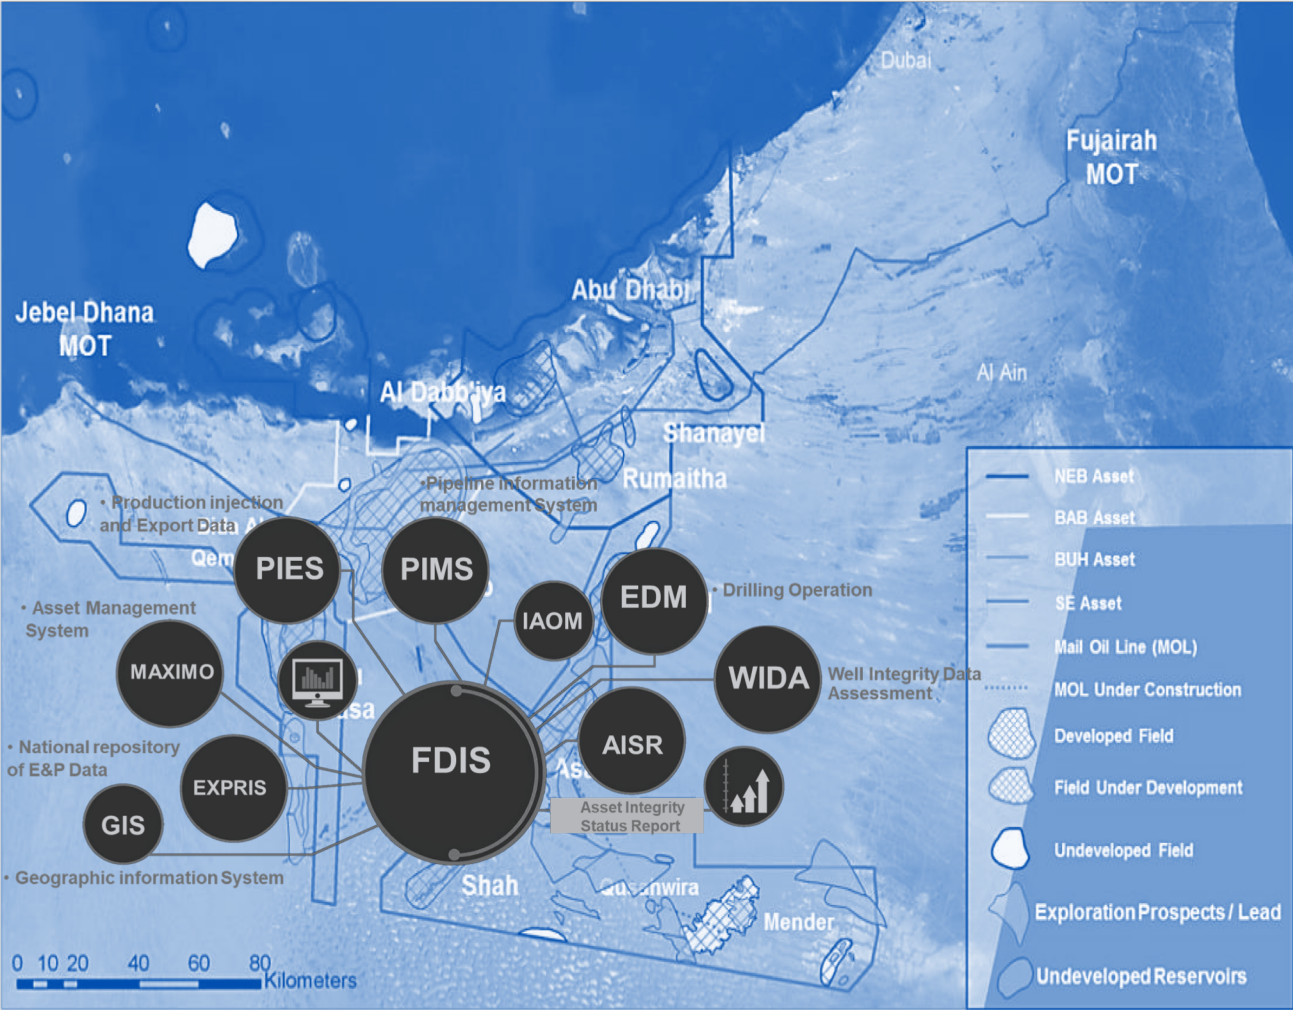 Dubai
Fujairah
MOT
Abu Dhabi
Jebel Dhana
MOT
Al Ain
Al Dabb'iya
Shanayel
Rumaitha
•Pipeline information
management System
• Production injection
and Export Data
Qem
PIES
PIMS
IAOM
EDM
• Drilling Operation
• Asset Management
System
MAXIMO
WIDA
Well Integrity Data
Assessment
FDIS
AISR
• National repository
of E&P Data
EXPRIS
GIS
Asset Integrity
Status Report
• Geographic information System
Shah
Qusahwira
Mender
0 10 20 40 60 80
Kilometers
NEB Asset
BAB Asset
BUH Asset
SE Asset
Mail Oil Line (MOL)
MOL Under Construction
Developed Field
Field Under Development
Undeveloped Field
Exploration Prospects / Lead
Undeveloped Reservoirs